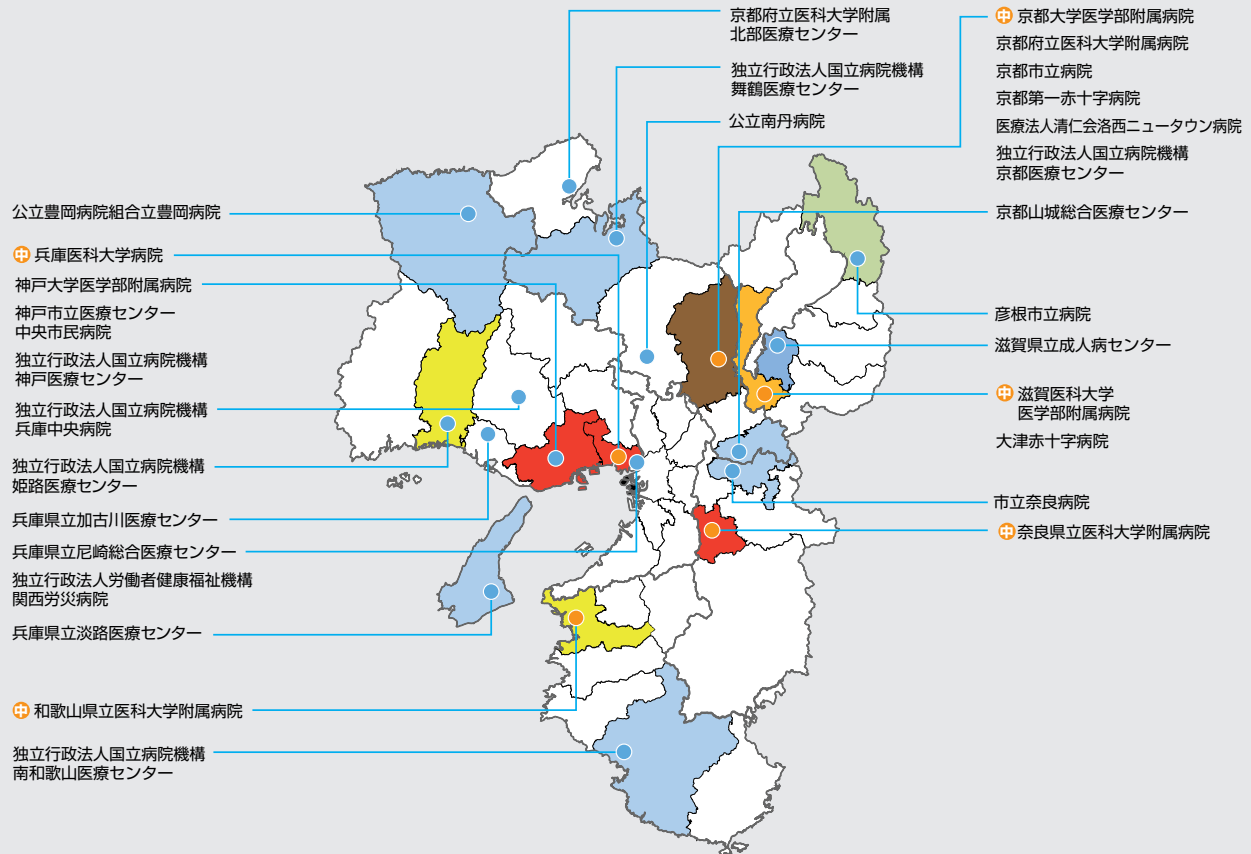 京都府立医科大学附属
北部医療センター
独立行政法人国立病院機構
舞鶴医療センター
公立南丹病院
中 京都大学医学部附属病院
京都府立医科大学附属病院
京都市立病院
京都第一赤十字病院
医療法人清仁会洛西ニュータウン病院
独立行政法人国立病院機構
京都医療センター
京都山城総合医療センター
彦根市立病院
滋賀県立成人病センター
中 滋賀医科大学
医学部附属病院
大津赤十字病院
市立奈良病院
中 奈良県立医科大学附属病院
公立豊岡病院組合立豊岡病院
中 兵庫医科大学病院
神戸大学医学部附属病院
神戸市立医療センター
中央市民病院
独立行政法人国立病院機構
神戸医療センター
独立行政法人国立病院機構
兵庫中央病院
独立行政法人国立病院機構
姫路医療センター
兵庫県立加古川医療センター
兵庫県立尼崎総合医療センター
独立行政法人労働者健康福祉機構
関西労災病院
兵庫県立淡路医療センター
中 和歌山県立医科大学附属病院
独立行政法人国立病院機構
南和歌山医療センター